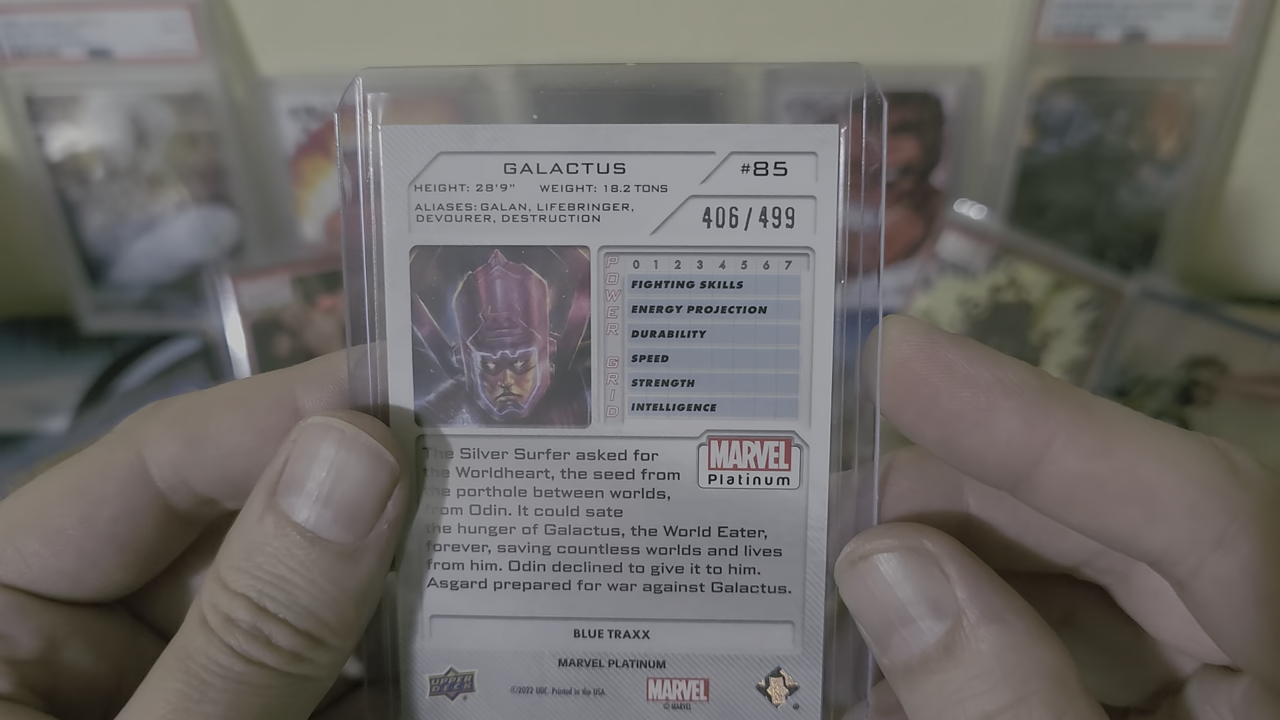 GALACTUS
#85
HEIGHT: 28'9" WEIGHT: 18.2 TONS
ALIASES: GALAN, LIFEBRINGER,
DEVOURER, DESTRUCTION
406/499
POWER GRID
0 1 2 3 4 5 6 7
FIGHTING SKILLS
ENERGY PROJECTION
DURABILITY
SPEED
STRENGTH
INTELLIGENCE
MARVEL
Platinum
The Silver Surfer asked for
the Worldheart, the seed from
the porthole between worlds,
from Odin. It could sate
the hunger of Galactus, the World Eater,
forever, saving countless worlds and lives
from him. Odin declined to give it to him.
Asgard prepared for war against Galactus.
BLUE TRAXX
MARVEL PLATINUM
UPPER DECK
©2022 UDC. Printed in the USA.
MARVEL
© MARVEL